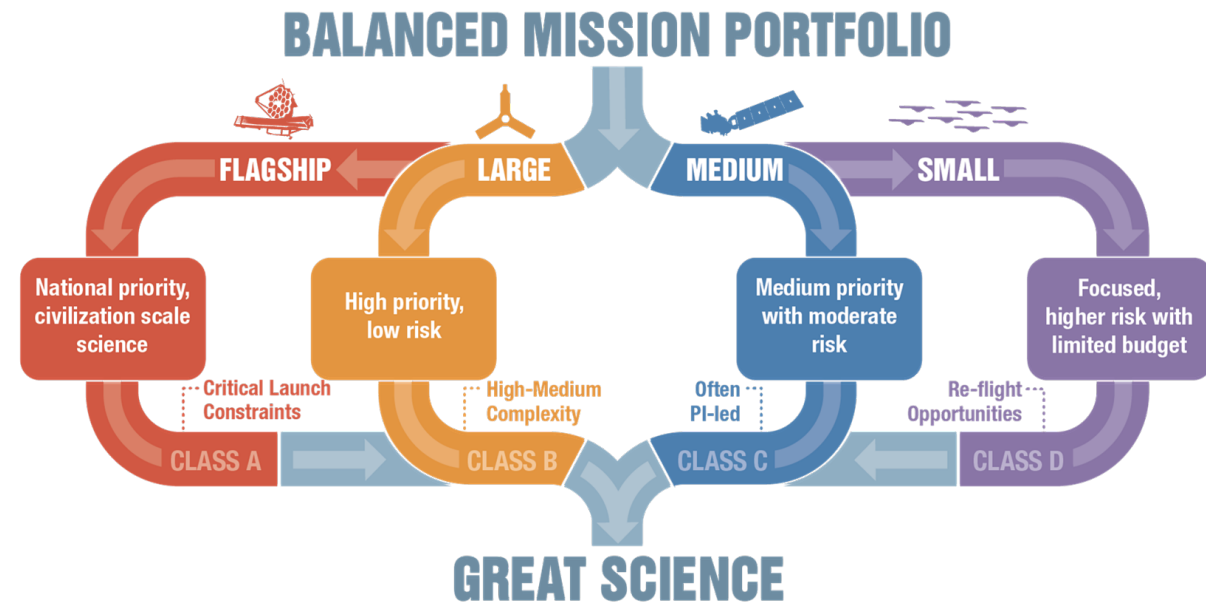 BALANCED MISSION PORTFOLIO
FLAGSHIP
LARGE
MEDIUM
SMALL
National priority,
civilization scale
science
High priority,
low risk
Medium priority
with moderate
risk
Focused,
higher risk with
limited budget
Critical Launch
Constraints
High-Medium
Complexity
Often
PI-led
Re-flight
Opportunities
CLASS A
CLASS B
CLASS C
CLASS D
GREAT SCIENCE